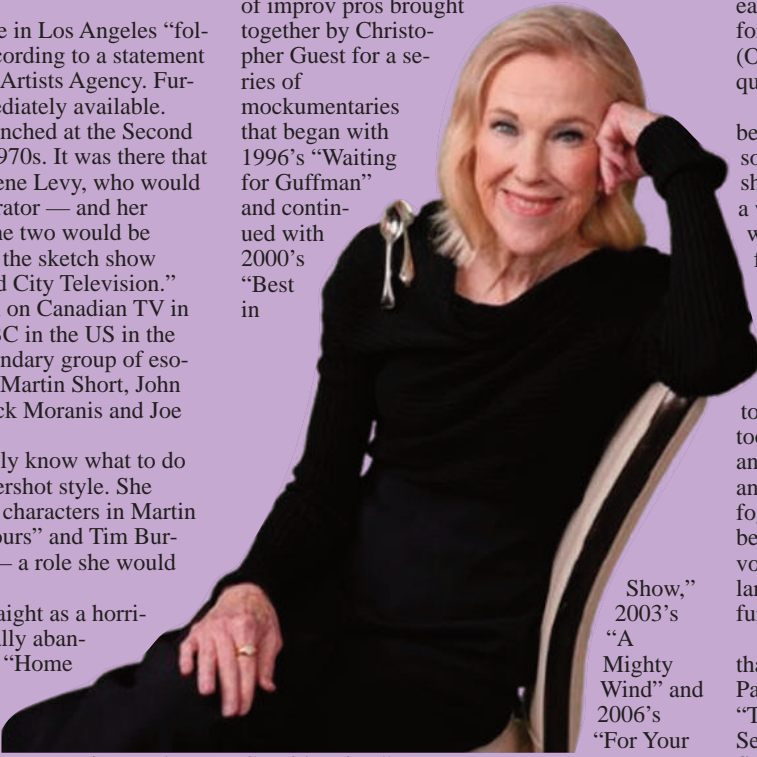 e in Los Angeles “fol-
cording to a statement
Artists Agency. Fur-
ediately available.
nched at the Second
970s. It was there that
ene Levy, who would
rator — and her
he two would be
the sketch show
d City Television.”
on Canadian TV in
BC in the US in the
ndary group of eso-
Martin Short, John
ck Moranis and Joe
ly know what to do
ershot style. She
characters in Martin
ours” and Tim Bur-
— a role she would
aight as a horri-
ally aban-
“Home
of improv pros brought
together by Christo-
pher Guest for a se-
ries of
mockumentaries
that began with
1996’s “Waiting
for Guffman”
and contin-
ued with
2000’s
“Best
in
Show,”
2003’s
“A
Mighty
Wind” and
2006’s
“For Your
ea
fo
(O
qu
be
so
sh
a
w
f
to
to
an
an
fo
be
vo
la
fu
tha
Pa
“T
Se